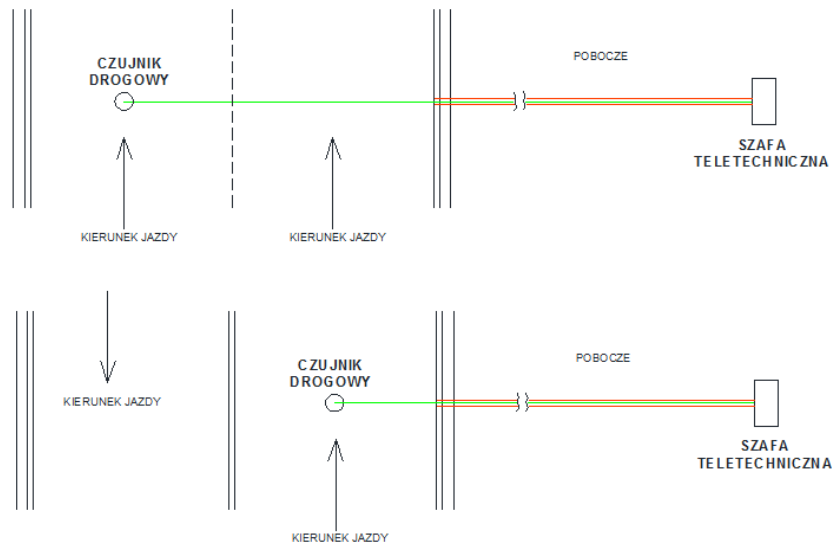 POBOCZE
CZUJNIK
DROGOWY
SZAFA
TELETECHNICZNA
KIERUNEK JAZDY
KIERUNEK JAZDY
CZUJNIK
DROGOWY
POBOCZE
KIERUNEK JAZDY
SZAFA
TELETECHNICZNA
KIERUNEK JAZDY